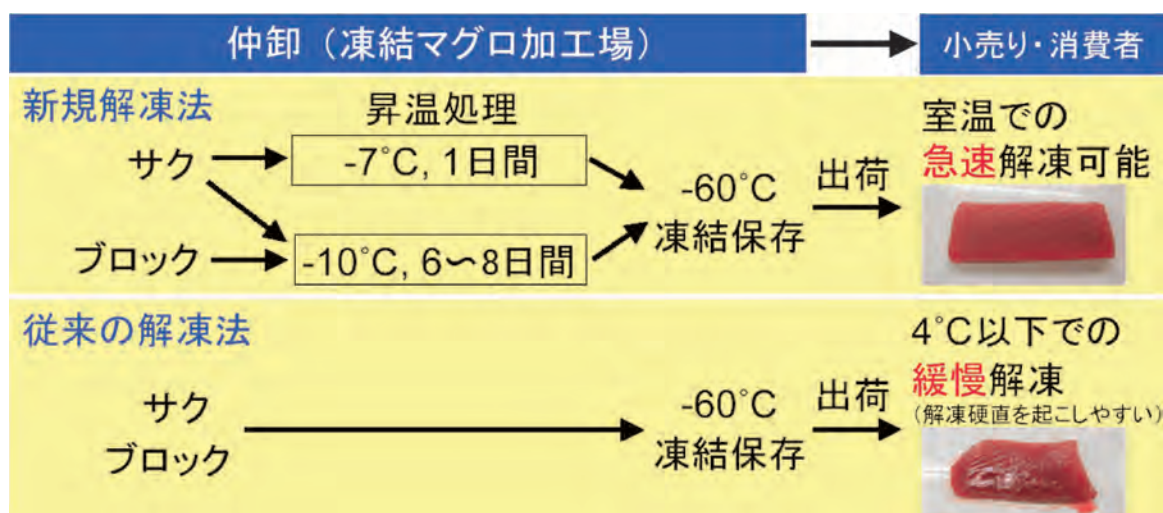 仲卸（凍結マグロ加工場）
小売り・消費者
新規解凍法
昇温処理
サク
-7°C, 1日間
ブロック
-10°C, 6〜8日間
-60°C
凍結保存
出荷
室温での
急速解凍可能
従来の解凍法
サク
ブロック
-60°C
凍結保存
出荷
4°C以下での
緩慢解凍
（解凍硬直を起こしやすい）